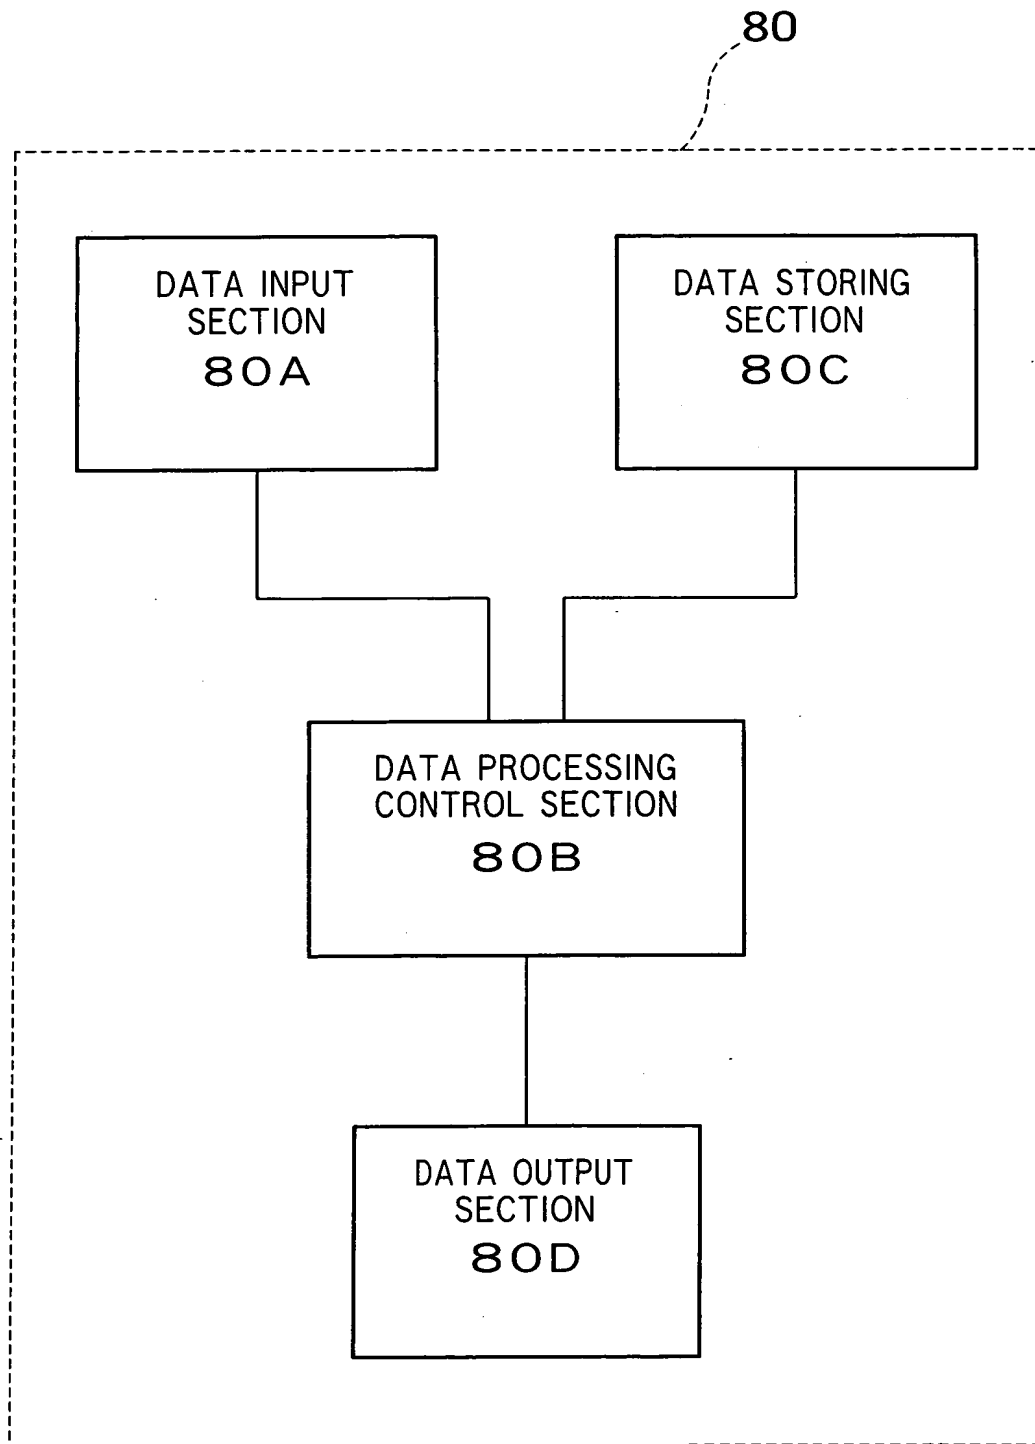 80
DATA INPUT
SECTION
80A
DATA STORING
SECTION
80C
DATA PROCESSING
CONTROL SECTION
80B
DATA OUTPUT
SECTION
80D